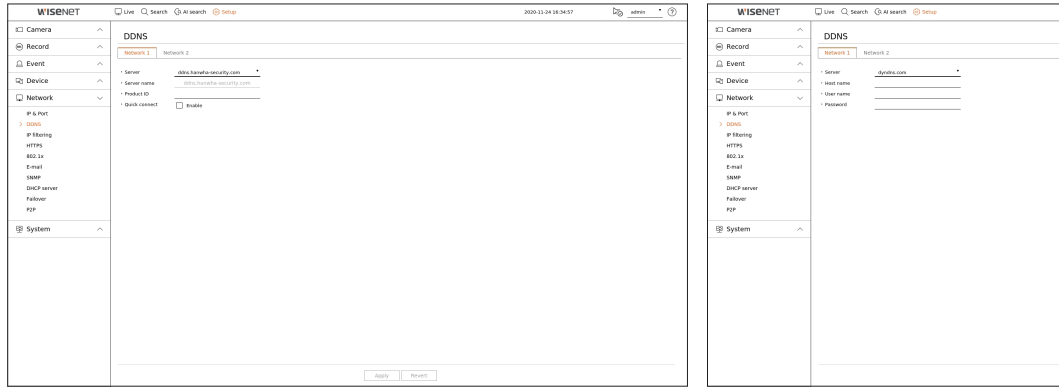 WISENET
Live Search AI search Setup 2020-11-24 16:34:57 admin
Camera
Record
Event
Device
Network
IP & Port
DDNS
IP filtering
HTTPS
802.1x
E-mail
SNMP
DHCP server
Failover
P2P
System
DDNS
Network 1 Network 2
Server ddns.hanwha-security.com
Server name ddns.hanwha-security.com
Product ID
Quick connect Enable
Apply Revert
WISENET
Live Search AI search Setup
Camera
Record
Event
Device
Network
IP & Port
DDNS
IP filtering
HTTPS
802.1x
E-mail
SNMP
DHCP server
Failover
P2P
System
DDNS
Network 1 Network 2
Server dyndns.com
Host name
User name
Password